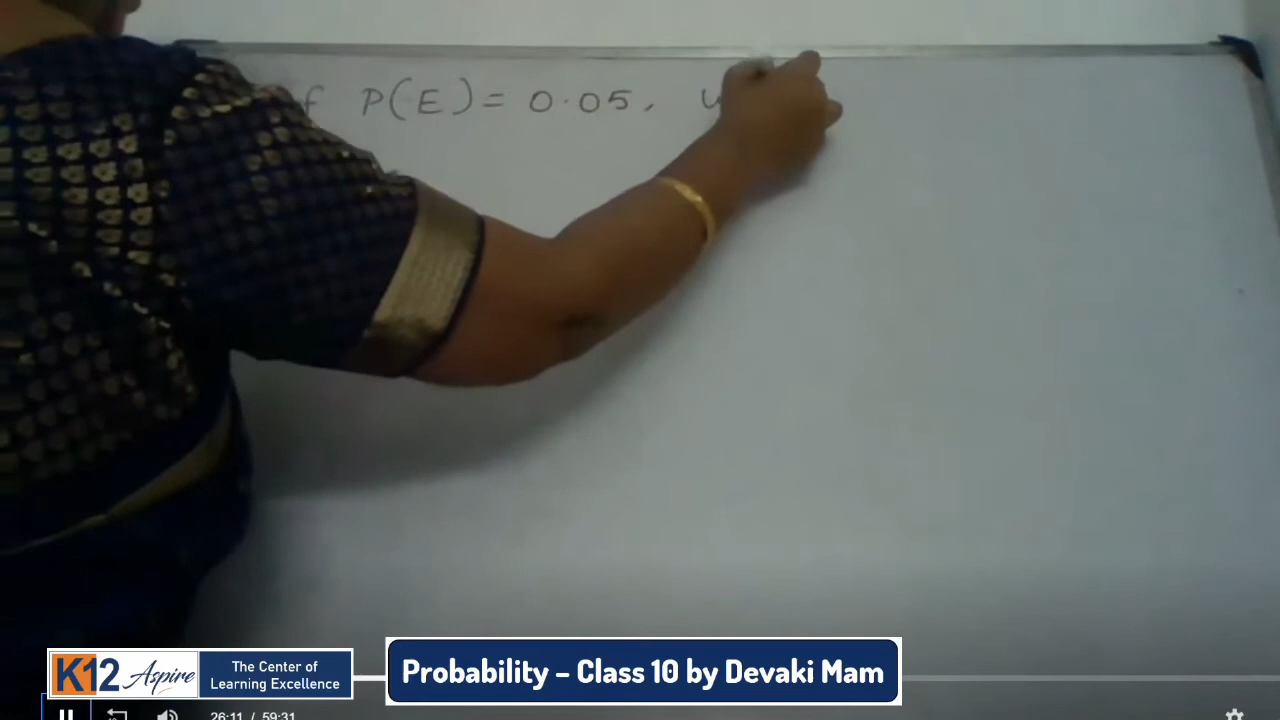 f P(E) = 0.05, w
K12 Aspire
The Center of
Learning Excellence
Probability – Class 10 by Devaki Mam
26:11 / 59:31